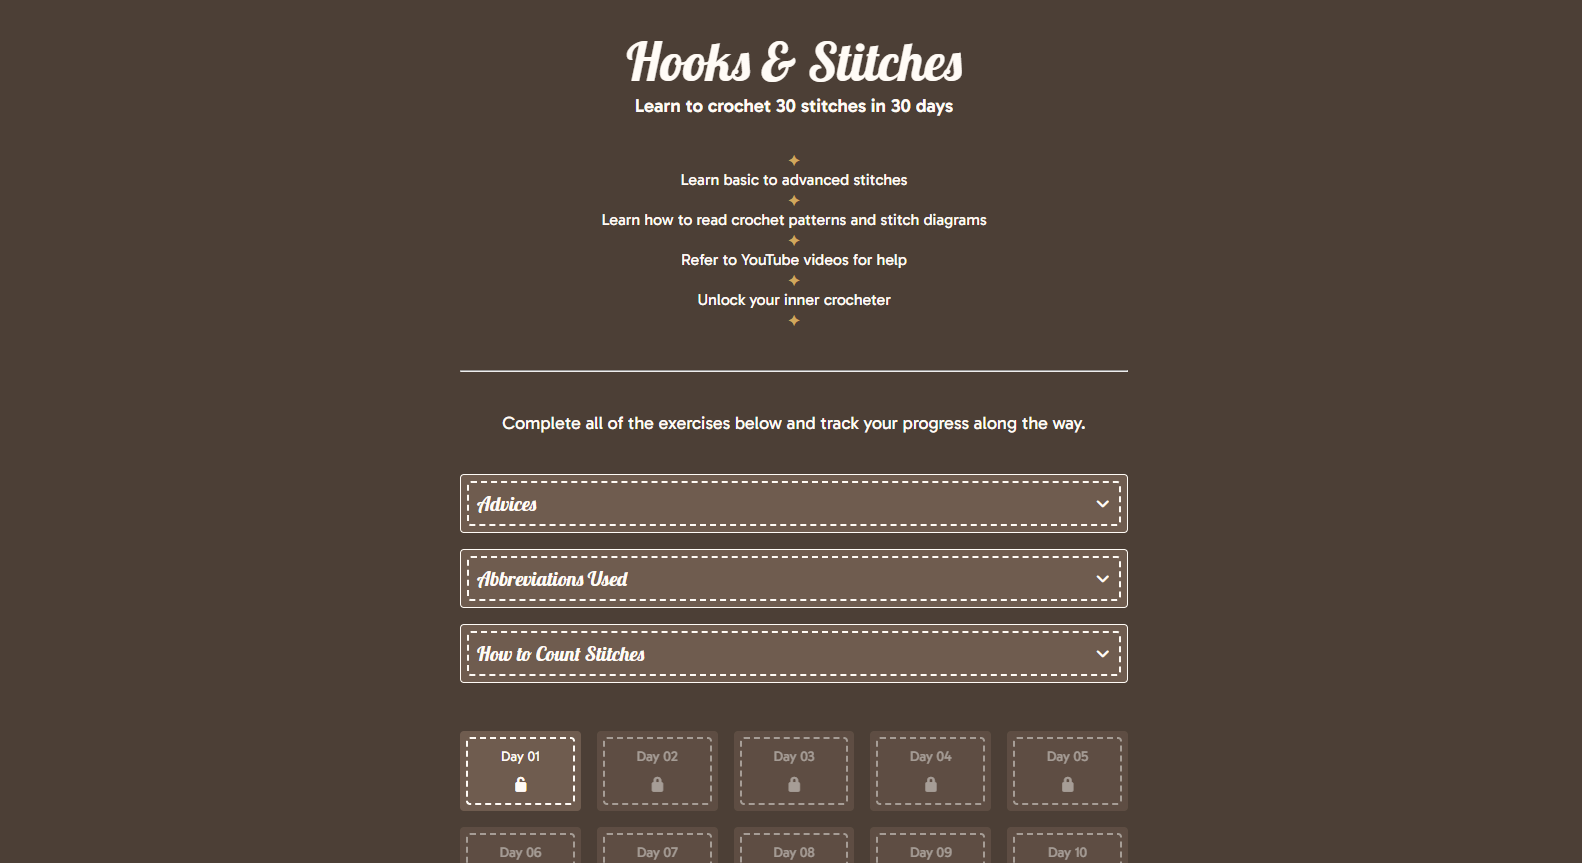 Hooks & Stitches
Learn to crochet 30 stitches in 30 days
Learn basic to advanced stitches
Learn how to read crochet patterns and stitch diagrams
Refer to YouTube videos for help
Unlock your inner crocheter
Complete all of the exercises below and track your progress along the way.
Advices
Abbreviations Used
How to Count Stitches
Day 01 Day 02 Day 03 Day 04 Day 05
Day 06 Day 07 Day 08 Day 09 Day 10